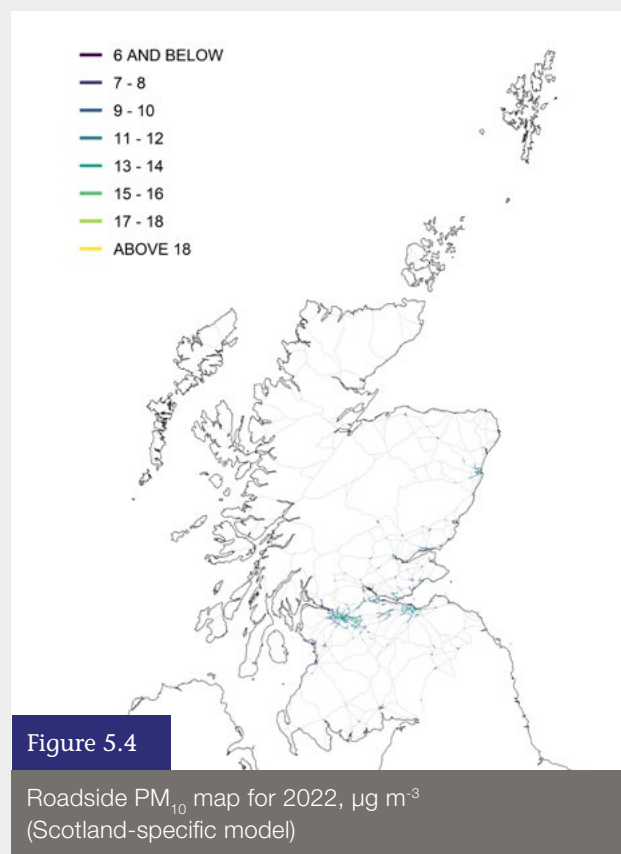 6 AND BELOW
7 - 8
9 - 10
11 - 12
13 - 14
15 - 16
17 - 18
ABOVE 18
Figure 5.4
Roadside PM₁₀ map for 2022, µg m⁻³
(Scotland-specific model)